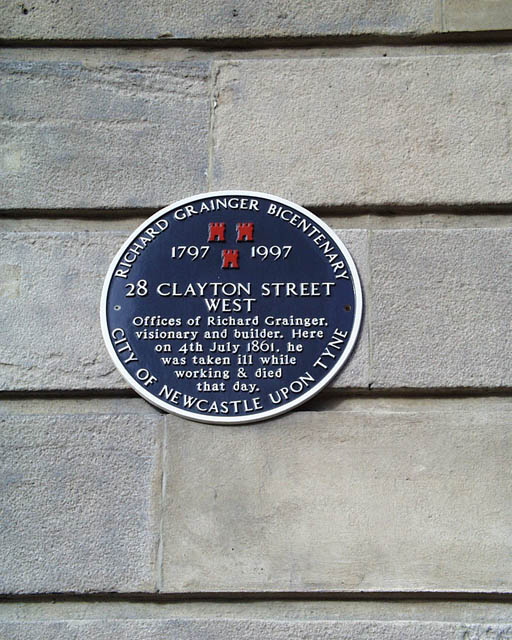 RICHARD GRAINGER BICENTENARY
1797 1997
28 CLAYTON STREET
WEST
Offices of Richard Grainger,
visionary and builder. Here
on 4th July 1861, he
was taken ill while
working & died
that day.
CITY OF NEWCASTLE UPON TYNE